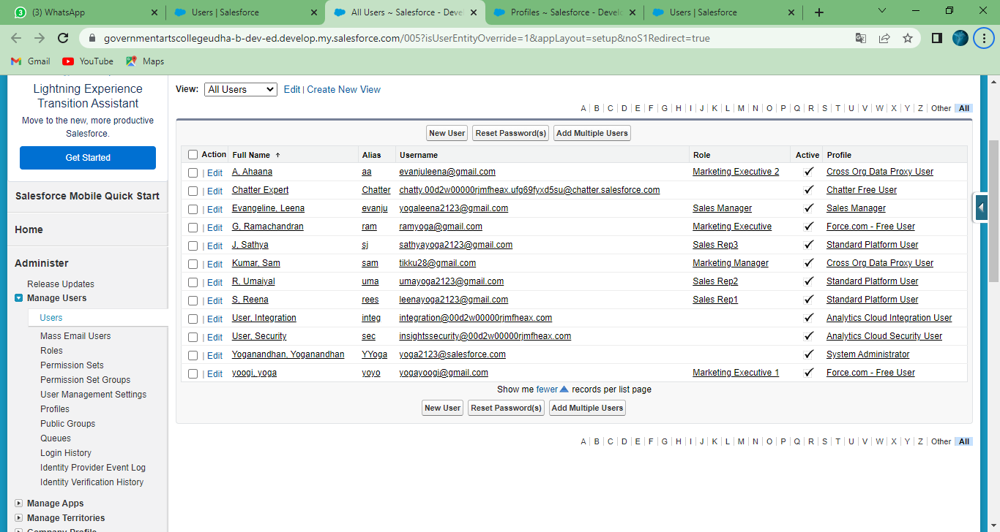 (3) WhatsApp
Users | Salesforce
All Users ~ Salesforce - Devel
Profiles ~ Salesforce - Develo
Users | Salesforce
governmentartscollegeudha-b-dev-ed.develop.my.salesforce.com/005?isUserEntityOverride=1&appLayout=setup&noS1Redirect=true
Gmail YouTube Maps
Lightning Experience
Transition Assistant
Move to the new, more productive
Salesforce.
Get Started
Salesforce Mobile Quick Start
Home
Administer
Release Updates
Manage Users
Users
Mass Email Users
Roles
Permission Sets
Permission Set Groups
User Management Settings
Profiles
Public Groups
Queues
Login History
Identity Provider Event Log
Identity Verification History
Manage Apps
Manage Territories
Company Profile
View: All Users Edit | Create New View
A | B | C | D | E | F | G | H | I | J | K | L | M | N | O | P | Q | R | S | T | U | V | W | X | Y | Z | Other | All
New User Reset Password(s) Add Multiple Users
Action Full Name ↑ Alias Username Role Active Profile
| Edit A, Ahaana aa evanjuleena@gmail.com Marketing Executive 2 ✓ Cross Org Data Proxy User
| Edit Chatter Expert Chatter chatty.00d2w00000rjmfheax.ufg69fyxd5su@chatter.salesforce.com ✓ Chatter Free User
| Edit Evangeline, Leena evanju yogaleena2123@gmail.com Sales Manager ✓ Sales Manager
| Edit G, Ramachandran ram ramyoga@gmail.com Marketing Executive ✓ Force.com - Free User
| Edit J, Sathya sj sathyayoga2123@gmail.com Sales Rep3 ✓ Standard Platform User
| Edit Kumar, Sam sam tikku28@gmail.com Marketing Manager ✓ Cross Org Data Proxy User
| Edit R, Umaiyal uma umayoga2123@gmail.com Sales Rep2 ✓ Standard Platform User
| Edit S, Reena rees leenayoga2123@gmail.com Sales Rep1 ✓ Standard Platform User
| Edit User, Integration integ integration@00d2w00000rjmfheax.com ✓ Analytics Cloud Integration User
| Edit User, Security sec insightssecurity@00d2w00000rjmfheax.com ✓ Analytics Cloud Security User
| Edit Yoganandhan, Yoganandhan YYoga yoga2123@salesforce.com ✓ System Administrator
| Edit yoogi, yoga yoyo yogayoogi@gmail.com Marketing Executive 1 ✓ Force.com - Free User
Show me fewer records per list page
New User Reset Password(s) Add Multiple Users
A | B | C | D | E | F | G | H | I | J | K | L | M | N | O | P | Q | R | S | T | U | V | W | X | Y | Z | Other | All